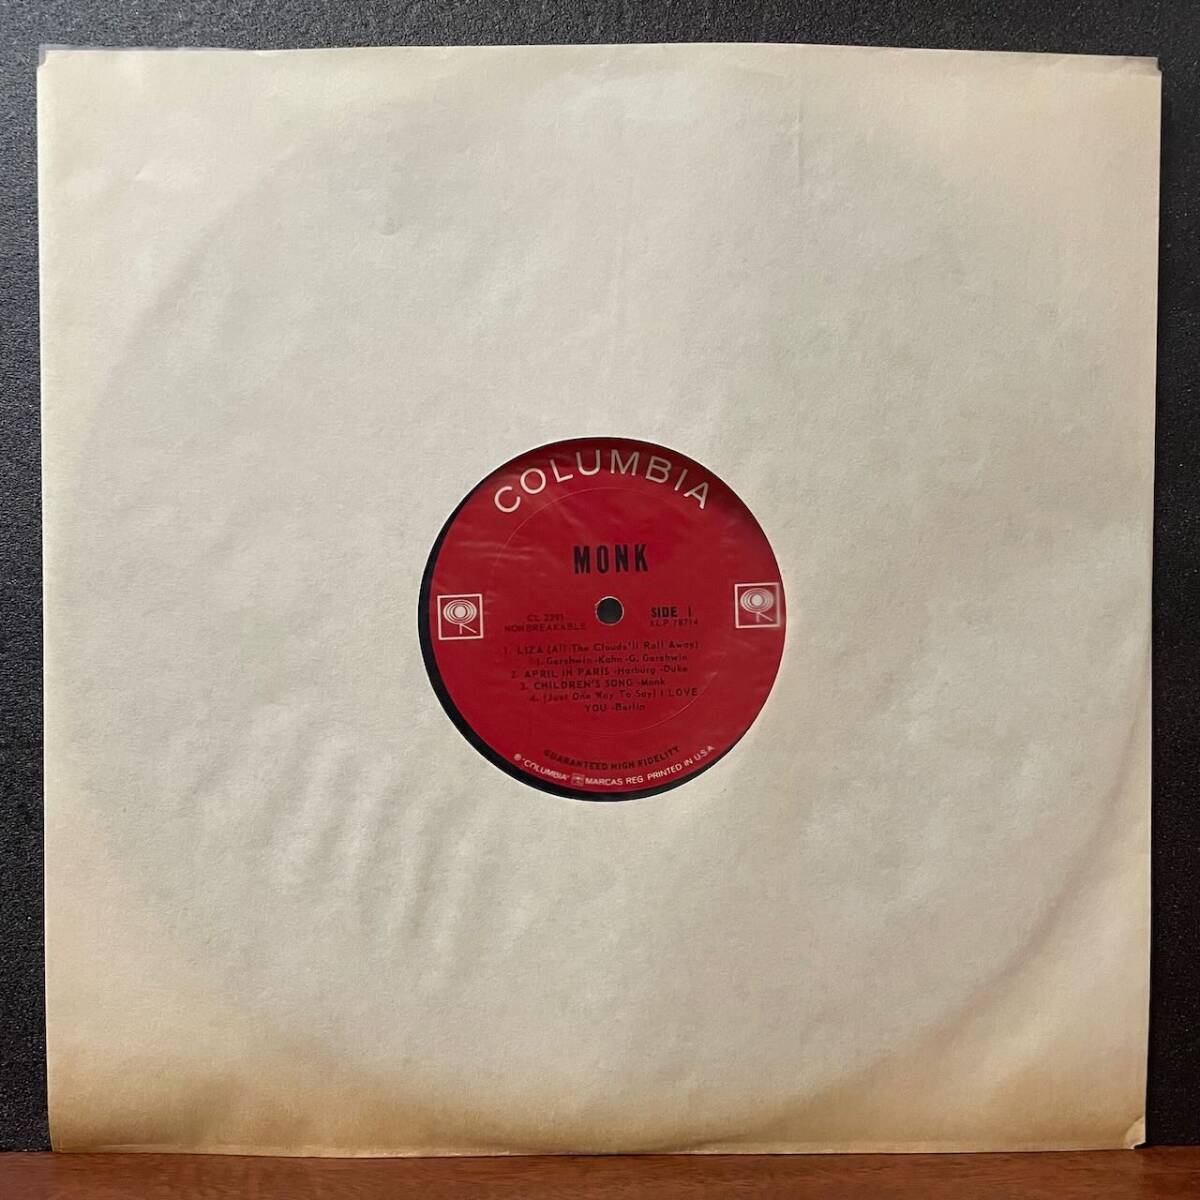 COLUMBIA
MONK
CL 2291 SIDE 1
NONBREAKABLE XLP 78714
1. LIZA (All The Clouds'll Roll Away)
I. Gershwin -Kahn -G. Gershwin
2. APRIL IN PARIS -Harburg -Duke
3. CHILDREN'S SONG -Monk
4. (Just One Way To Say) I LOVE
YOU -Berlin
GUARANTEED HIGH FIDELITY
® "COLUMBIA" MARCAS REG. PRINTED IN U.S.A.